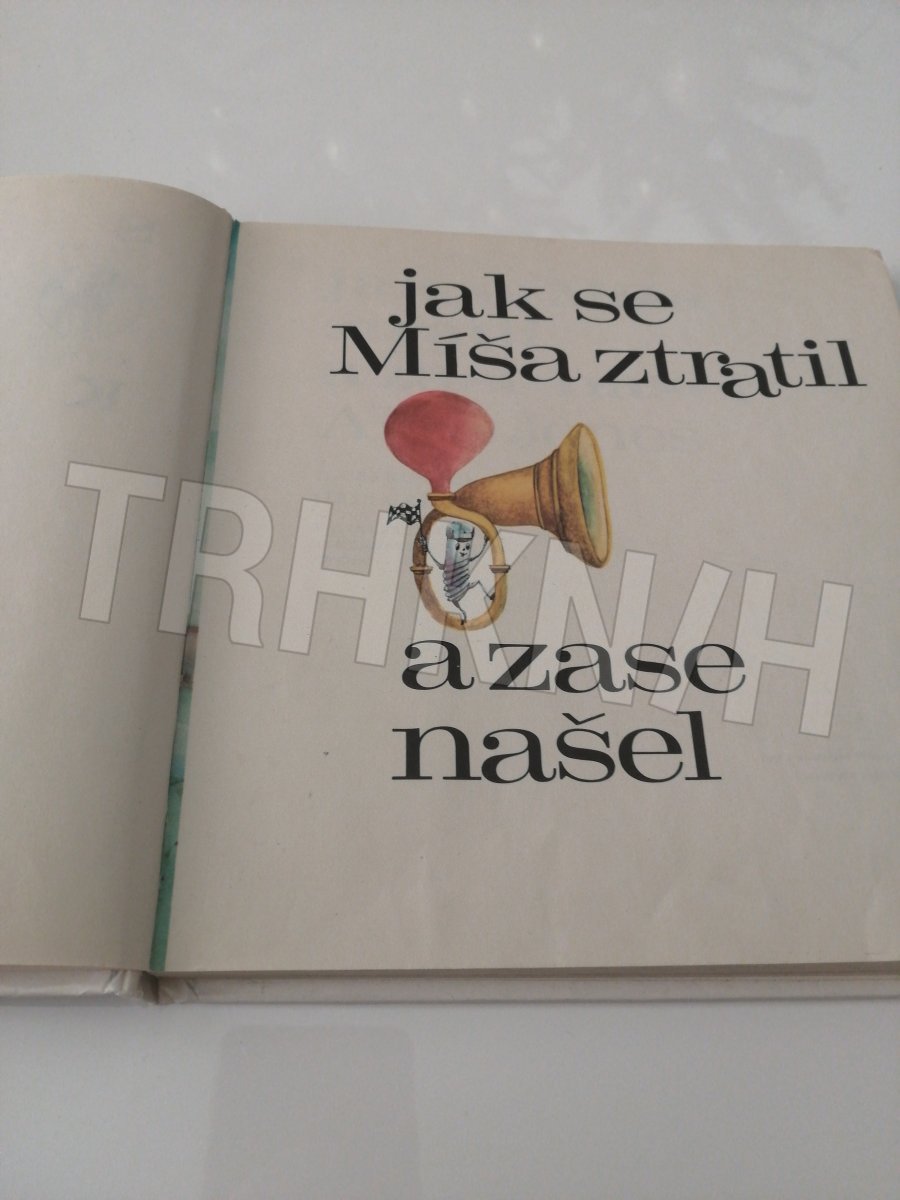 jak se
Míša ztratil
TRHKNIH
a zase
našel